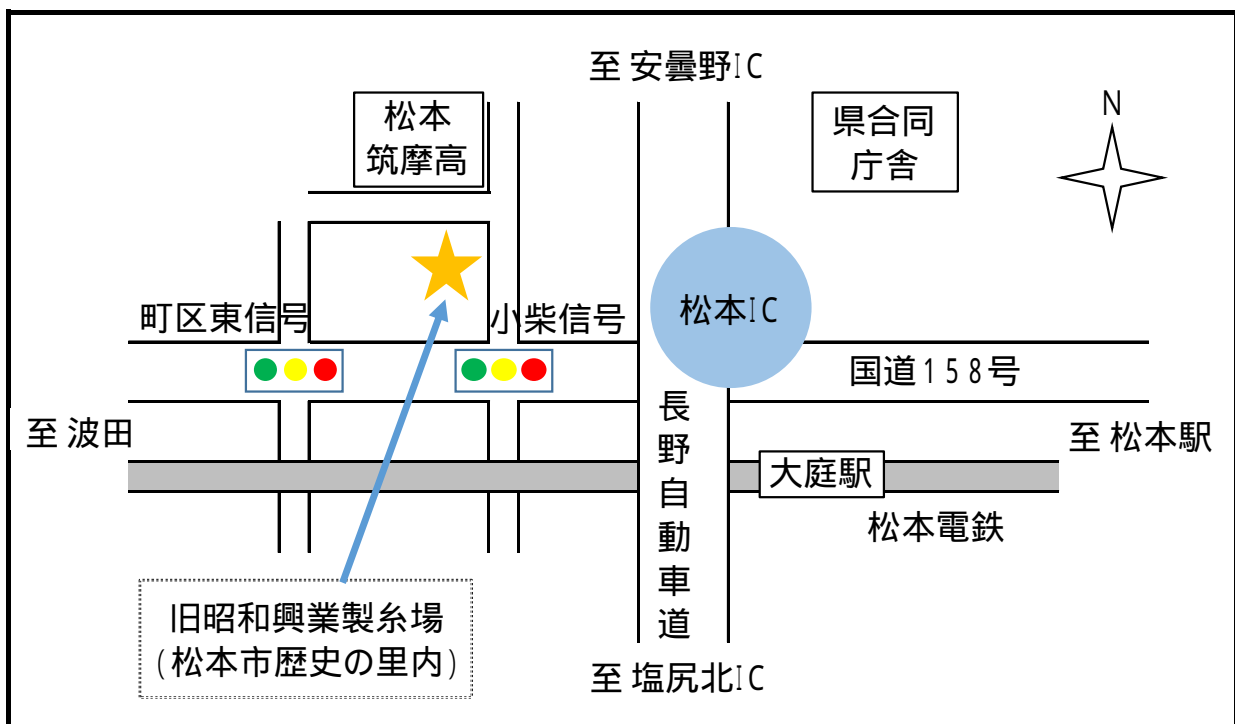 至 安曇野IC
松本
筑摩高
県合同
庁舎
N
町区東信号
小柴信号
松本IC
国道158号
至 波田
長野自動車道
至 松本駅
大庭駅
松本電鉄
旧昭和興業製糸場
(松本市歴史の里内)
至 塩尻北IC